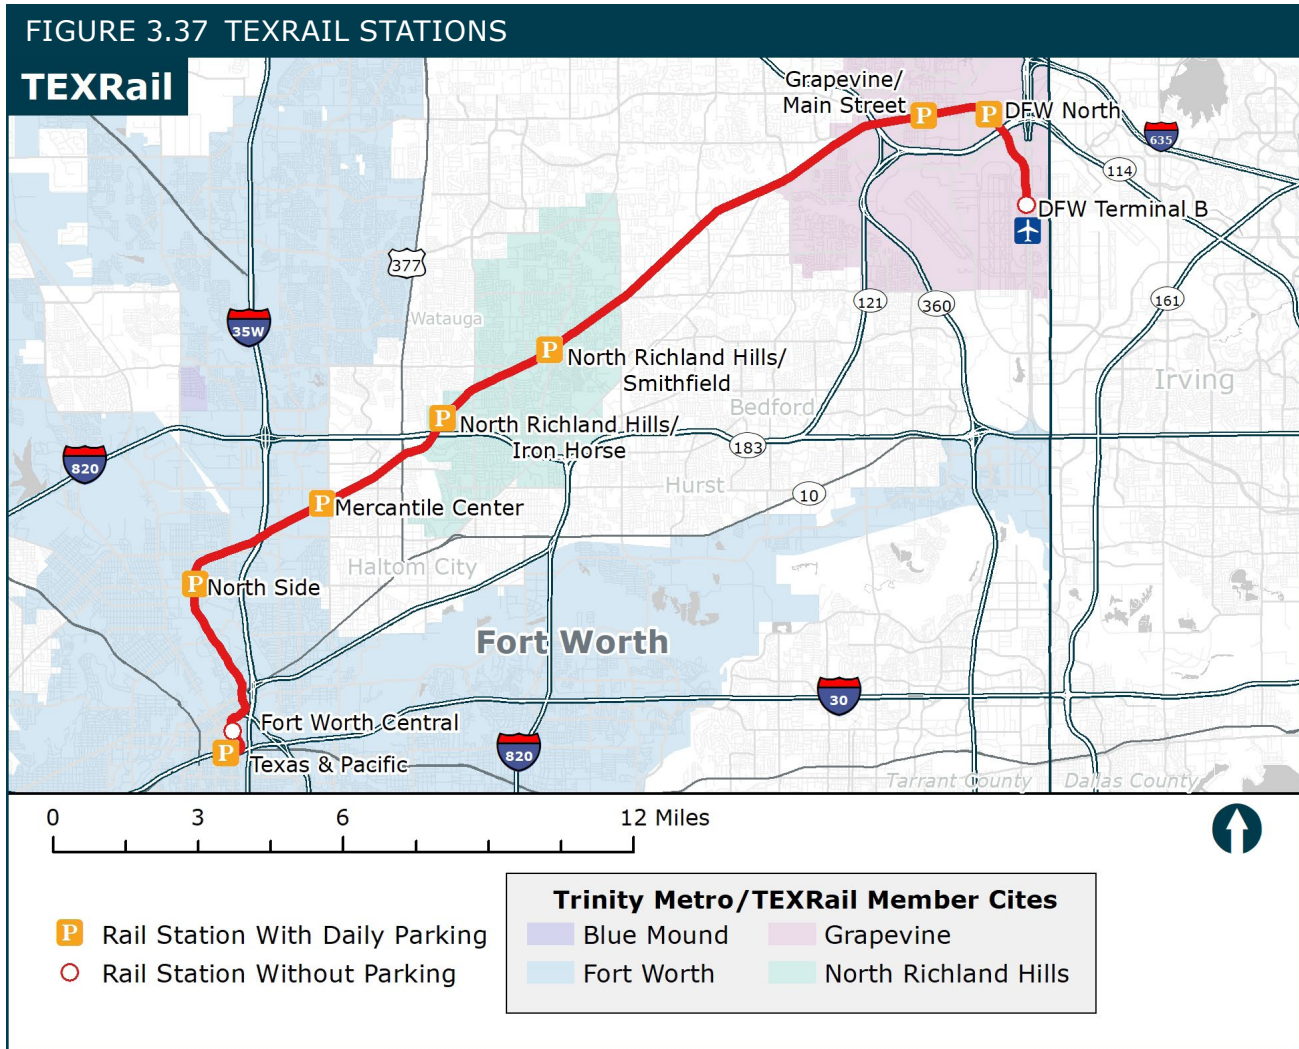 FIGURE 3.37 TEXRAIL STATIONS
TEXRail
Grapevine/
Main Street
DFW North
635
114
DFW Terminal B
377
121
360
161
35W
Watauga
North Richland Hills/
Smithfield
Irving
Bedford
North Richland Hills/
Iron Horse
183
820
Hurst
10
Mercantile Center
Haltom City
North Side
Fort Worth
30
Fort Worth Central
820
Texas & Pacific
Tarrant County
Dallas County
0 3 6 12 Miles
P
P
P
P
P
P
P
P Rail Station With Daily Parking
Rail Station Without Parking
Trinity Metro/TEXRail Member Cites
Blue Mound
Grapevine
Fort Worth
North Richland Hills